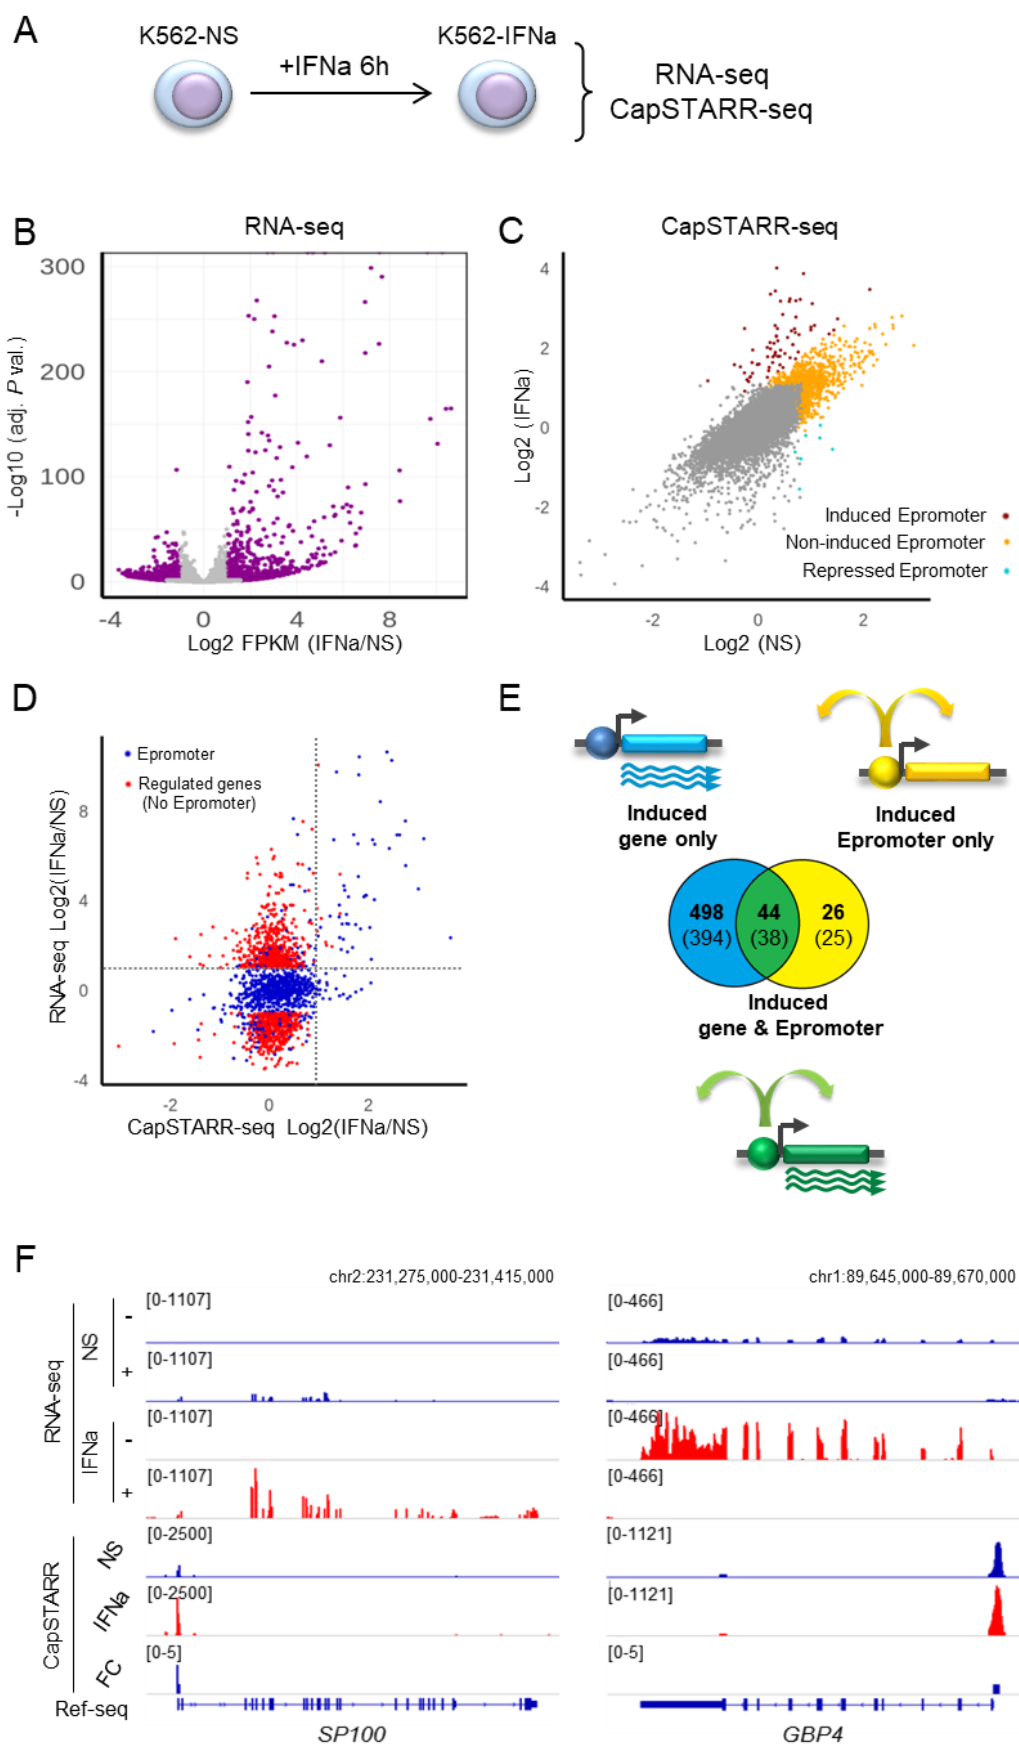 A
K562-NS
+IFNa 6h
K562-IFNa
RNA-seq
CapSTARR-seq
B
RNA-seq
-Log10 (adj. P val.)
300
200
100
0
-4
0
4
8
Log2 FPKM (IFNa/NS)
C
CapSTARR-seq
Log2 (IFNa)
4
2
0
-2
-4
Induced Epromoter
Non-induced Epromoter
Repressed Epromoter
-2
0
2
Log2 (NS)
D
Epromoter
Regulated genes
(No Epromoter)
RNA-seq Log2(IFNa/NS)
8
4
0
-4
-2
0
2
CapSTARR-seq Log2(IFNa/NS)
E
Induced
gene only
Induced
Epromoter only
498
(394)
44
(38)
26
(25)
Induced
gene & Epromoter
F
chr2:231,275,000-231,415,000
chr1:89,645,000-89,670,000
RNA-seq
NS
-
[0-1107]
[0-466]
+
[0-1107]
[0-466]
IFNa
-
[0-1107]
[0-466]
+
[0-1107]
[0-466]
CapSTARR
NS
[0-2500]
[0-1121]
IFNa
[0-2500]
[0-1121]
FC
[0-5]
[0-5]
Ref-seq
SP100
GBP4